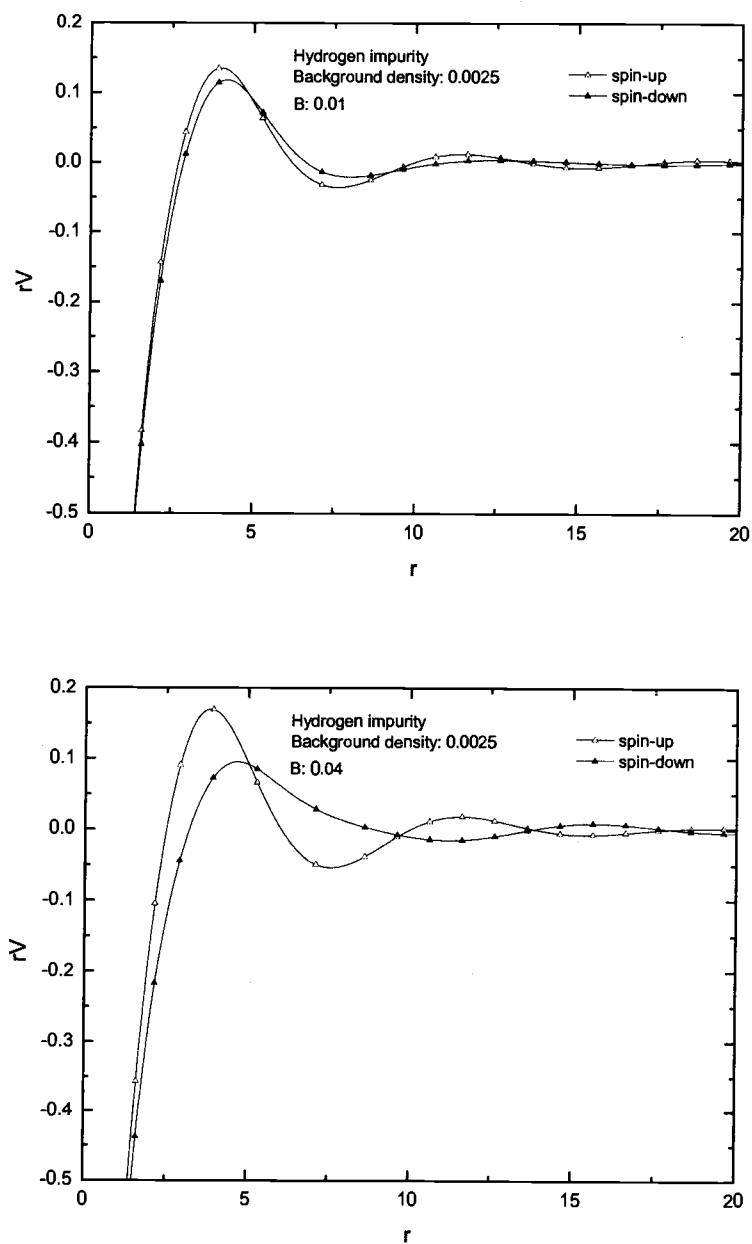 0.2
0.1
0.0
-0.1
-0.2
-0.3
-0.4
-0.5
rV
Hydrogen impurity
Background density: 0.0025
B: 0.01
spin-up
spin-down
0 5 10 15 20
r
0.2
0.1
0.0
-0.1
-0.2
-0.3
-0.4
-0.5
rV
Hydrogen impurity
Background density: 0.0025
B: 0.04
spin-up
spin-down
0 5 10 15 20
r